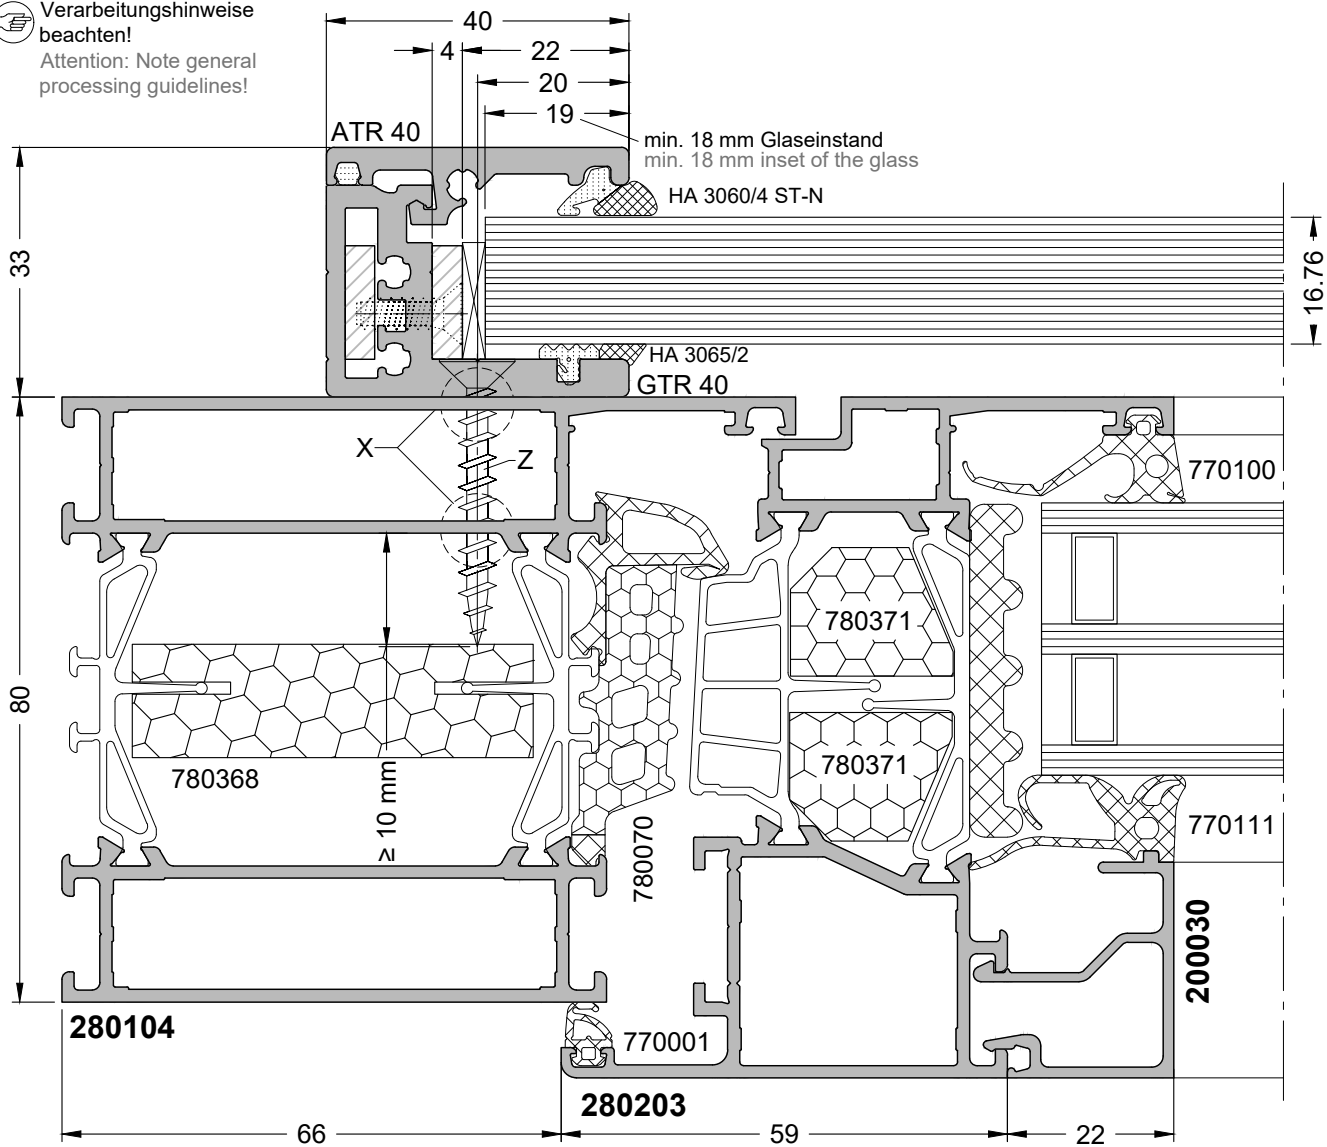 Verarbeitungshinweise
beachten!
Attention: Note general
processing guidelines!
40
4
22
20
19
ATR 40
min. 18 mm Glaseinstand
min. 18 mm inset of the glass
HA 3060/4 ST-N
33
16.76
HA 3065/2
GTR 40
X
Z
770100
780371
80
780368
780371
≥ 10 mm
780070
770111
200030
280104
770001
280203
66
59
22